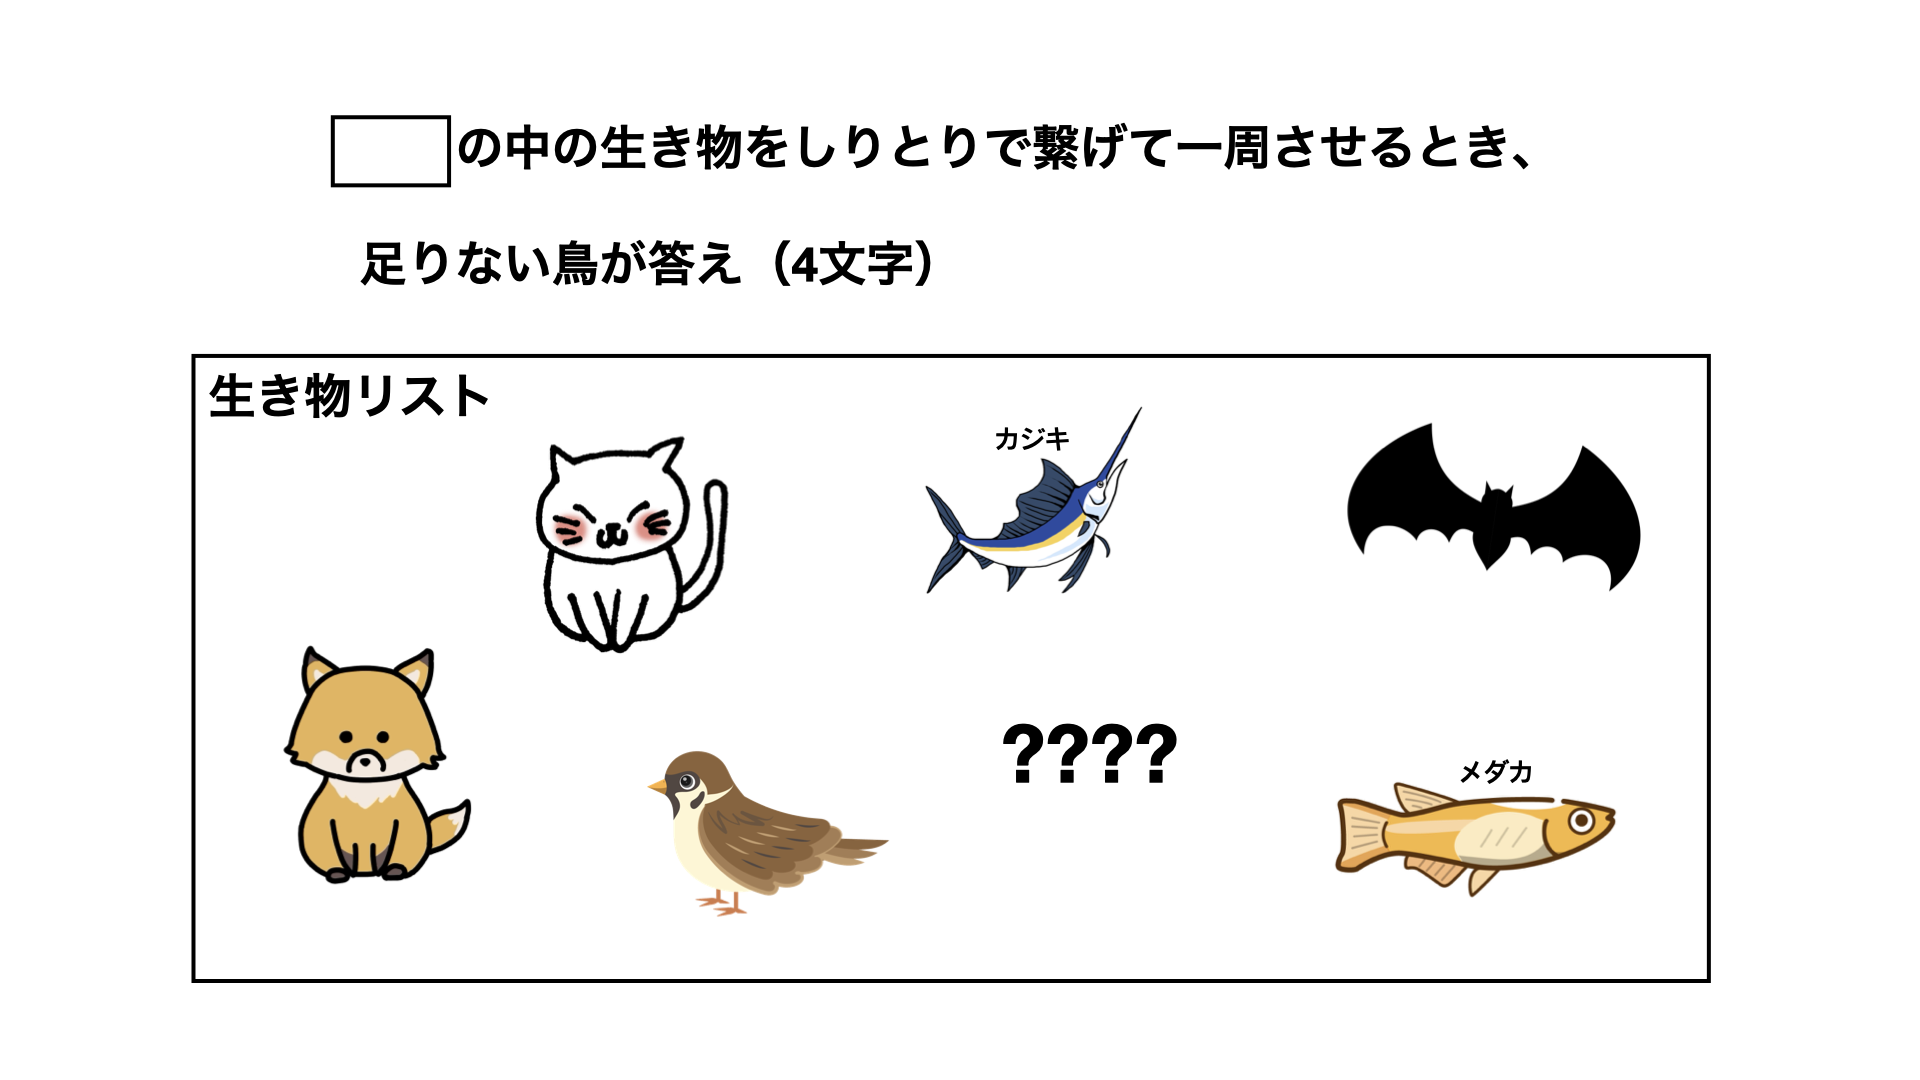 の中の生き物をしりとりで繋げて一周させるとき、
足りない鳥が答え（4文字）
生き物リスト
カジキ
????
メダカ